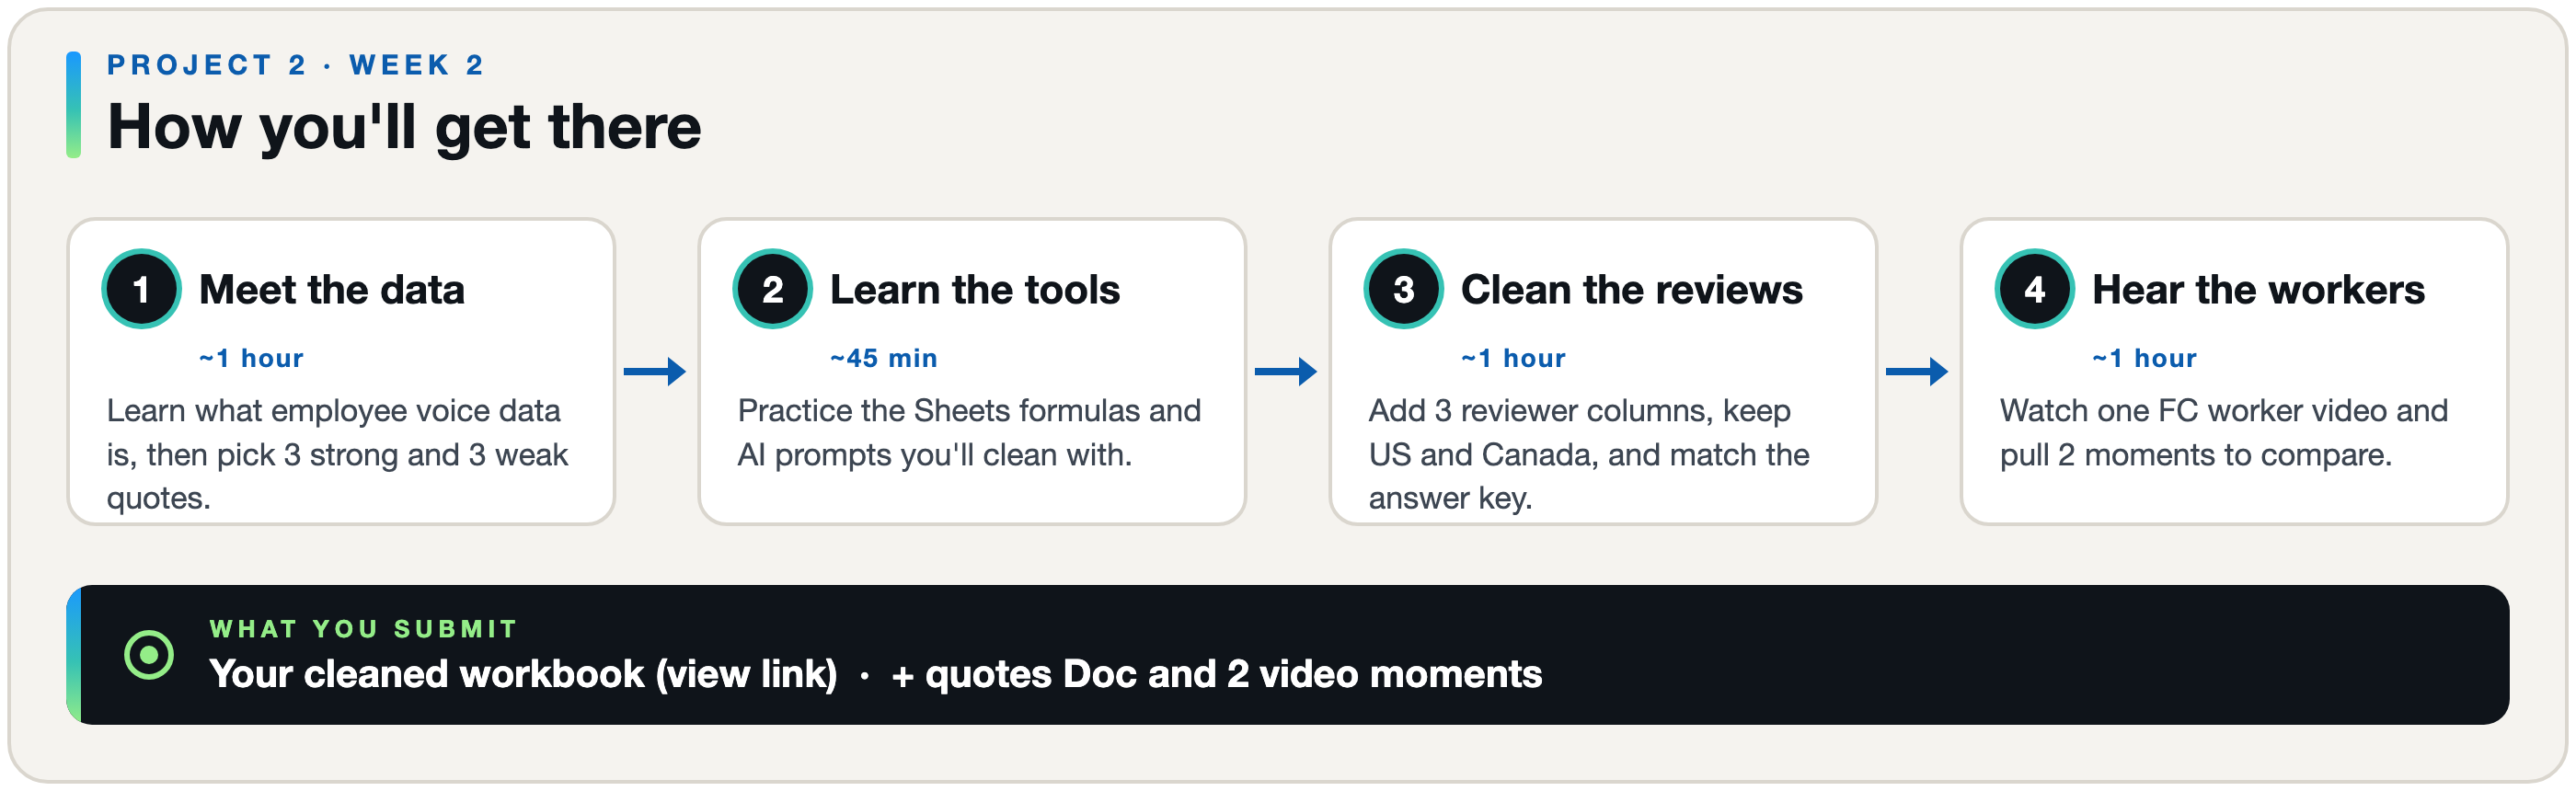 PROJECT 2 · WEEK 2
How you'll get there
1 Meet the data
~1 hour
Learn what employee voice data
is, then pick 3 strong and 3 weak
quotes.
2 Learn the tools
~45 min
Practice the Sheets formulas and
AI prompts you'll clean with.
3 Clean the reviews
~1 hour
Add 3 reviewer columns, keep
US and Canada, and match the
answer key.
4 Hear the workers
~1 hour
Watch one FC worker video and
pull 2 moments to compare.
WHAT YOU SUBMIT
Your cleaned workbook (view link) · + quotes Doc and 2 video moments